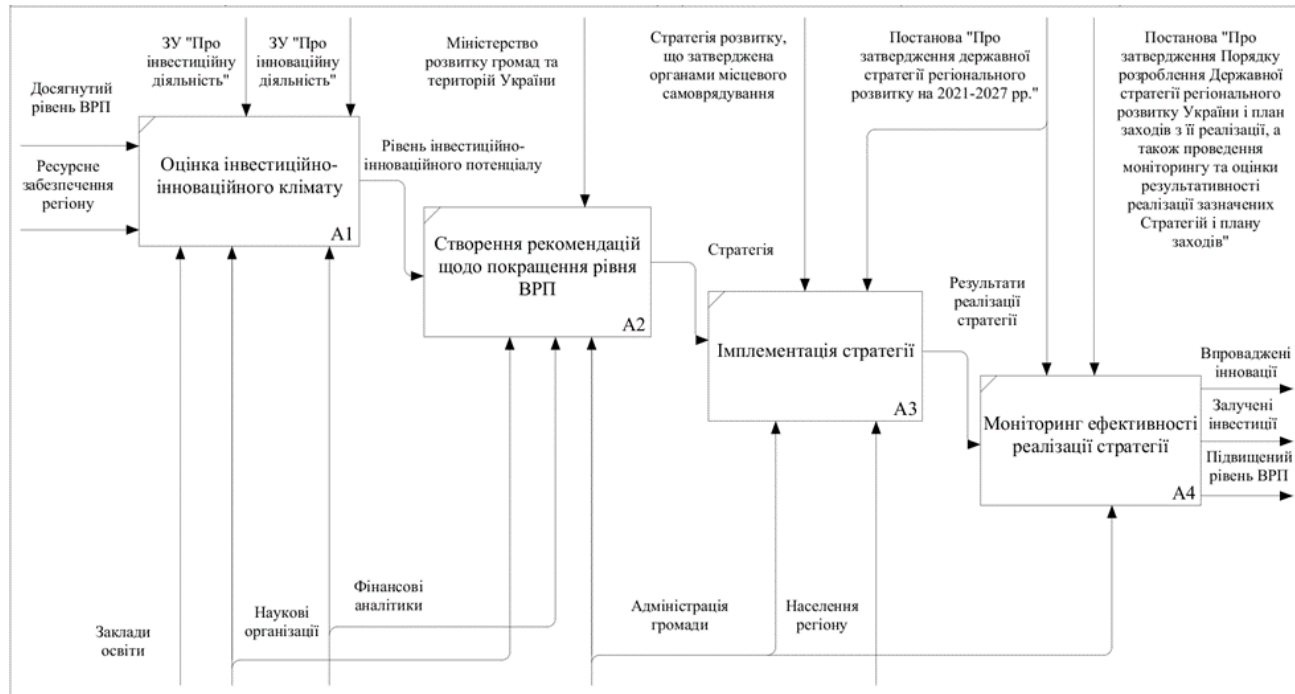 ЗУ "Про
інвестиційну
діяльність"
ЗУ "Про
інноваційну
діяльність"
Міністерство
розвитку громад та
територій України
Стратегія розвитку,
що затверджена
органами місцевого
самоврядування
Постанова "Про
затвердження державної
стратегії регіонального
розвитку на 2021-2027 рр."
Постанова "Про
затвердження Порядку
розроблення Державної
стратегії регіонального
розвитку України і план
заходів з її реалізації, а
також проведення
моніторингу та оцінки
результативності
реалізації зазначених
Стратегій і плану
заходів"
Досягнутий
рівень ВРП
Ресурсне
забезпечення
регіону
Оцінка інвестиційно-
інноваційного клімату
A1
Рівень інвестиційно-
інноваційного потенціалу
Створення рекомендацій
щодо покращення рівня
ВРП
A2
Стратегія
Імплементація стратегії
A3
Результати
реалізації
стратегії
Моніторинг ефективності
реалізації стратегії
A4
Впроваджені
інновації
Залучені
інвестиції
Підвищений
рівень ВРП
Заклади
освіти
Наукові
організації
Фінансові
аналітики
Адміністрація
громади
Населення
регіону